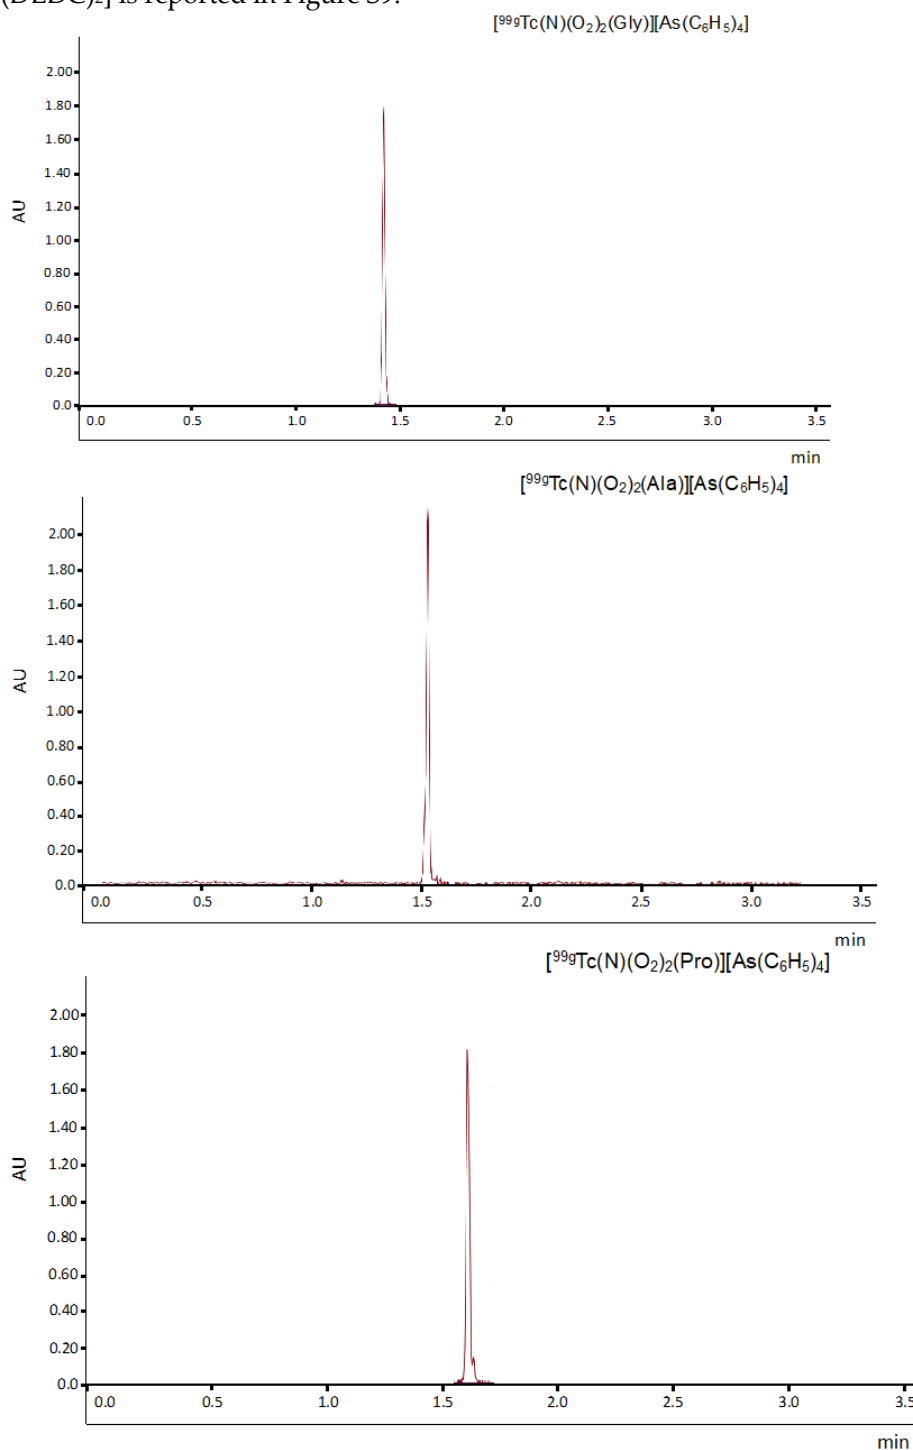 (DEDC)₂] is reported in Figure S9.
[⁹⁹ᵍTc(N)(O₂)₂(Gly)][As(C₆H₅)₄]
2.00
1.80
1.60
1.40
1.20
AU
1.00
0.80
0.60
0.40
0.20
0.0
0.0 0.5 1.0 1.5 2.0 2.5 3.0 3.5
min
[⁹⁹ᵍTc(N)(O₂)₂(Ala)][As(C₆H₅)₄]
2.00
1.80
1.60
1.40
1.20
AU
1.00
0.80
0.60
0.40
0.20
0.0
0.0 0.5 1.0 1.5 2.0 2.5 3.0 3.5
min
[⁹⁹ᵍTc(N)(O₂)₂(Pro)][As(C₆H₅)₄]
2.00
1.80
1.60
1.40
1.20
AU
1.00
0.80
0.60
0.40
0.20
0.0
0.0 0.5 1.0 1.5 2.0 2.5 3.0 3.5
min